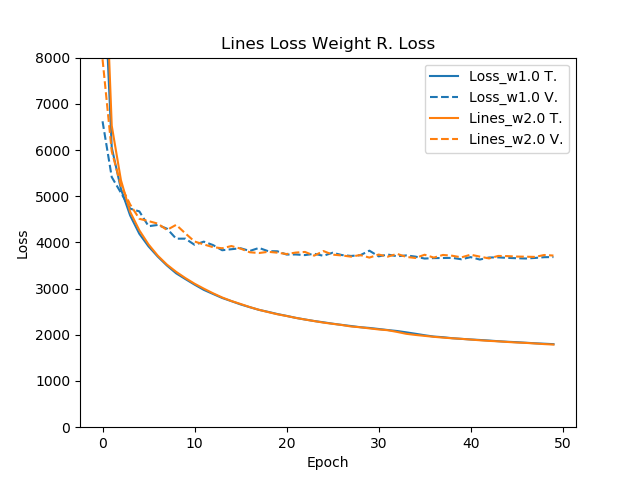 Lines Loss Weight R. Loss
Loss_w1.0 T.
Loss_w1.0 V.
Lines_w2.0 T.
Lines_w2.0 V.
8000
7000
6000
5000
4000
3000
2000
1000
0
Loss
0 10 20 30 40 50
Epoch